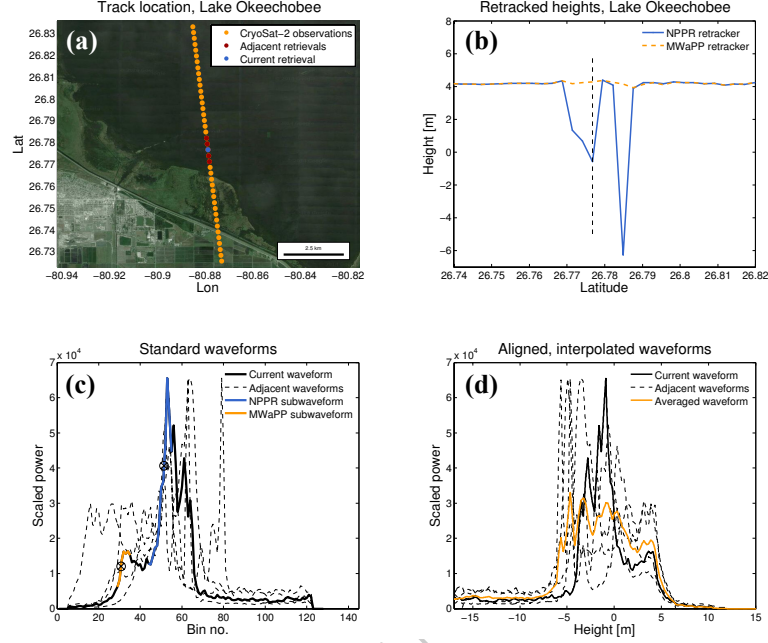 Track location, Lake Okeechobee
(a)
CryoSat-2 observations
Adjacent retrievals
Current retrieval
26.83
26.82
26.81
26.8
26.79
26.78
26.77
26.76
26.75
26.74
26.73
Lat
2.5 km
−80.94 −80.92 −80.9 −80.88 −80.86 −80.84 −80.82
Lon
Retracked heights, Lake Okeechobee
(b)
NPPR retracker
MWaPP retracker
8
6
4
2
0
−2
−4
−6
Height [m]
26.74 26.75 26.76 26.77 26.78 26.79 26.8 26.81 26.82
Latitude
Standard waveforms
x 10⁴
(c)
Current waveform
Adjacent waveforms
NPPR subwaveform
MWaPP subwaveform
7
6
5
4
3
2
1
0
Scaled power
0 20 40 60 80 100 120 140
Bin no.
Aligned, interpolated waveforms
x 10⁴
(d)
Current waveform
Adjacent waveforms
Averaged waveform
7
6
5
4
3
2
1
0
Scaled power
−15 −10 −5 0 5 10 15
Height [m]